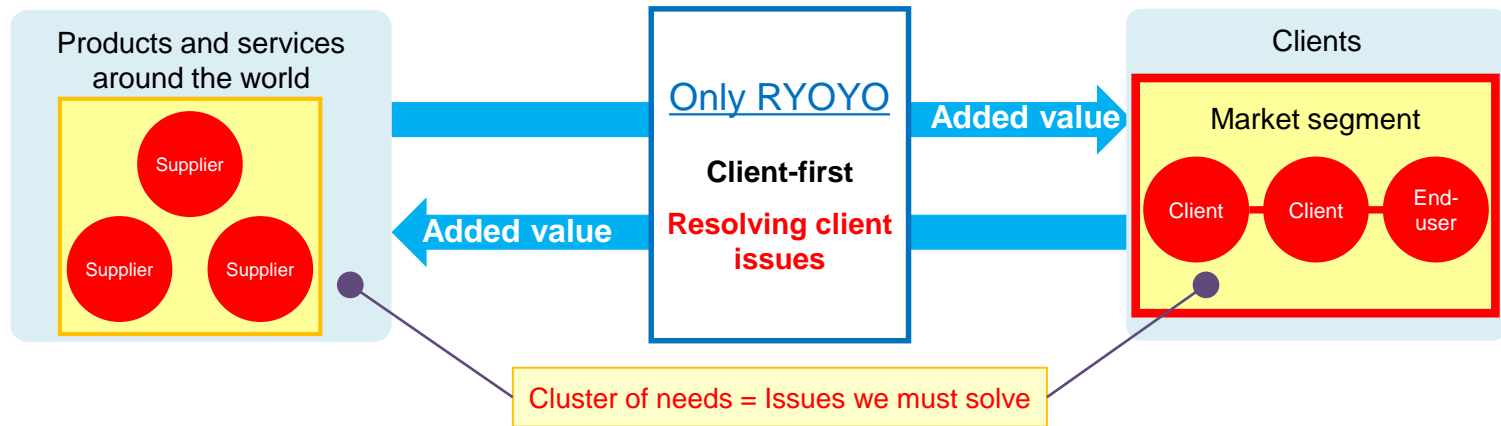 Products and services
around the world
Supplier
Supplier
Supplier
Added value
Only RYOYO
Client-first
Resolving client
issues
Added value
Clients
Market segment
Client
Client
End-
user
Cluster of needs = Issues we must solve